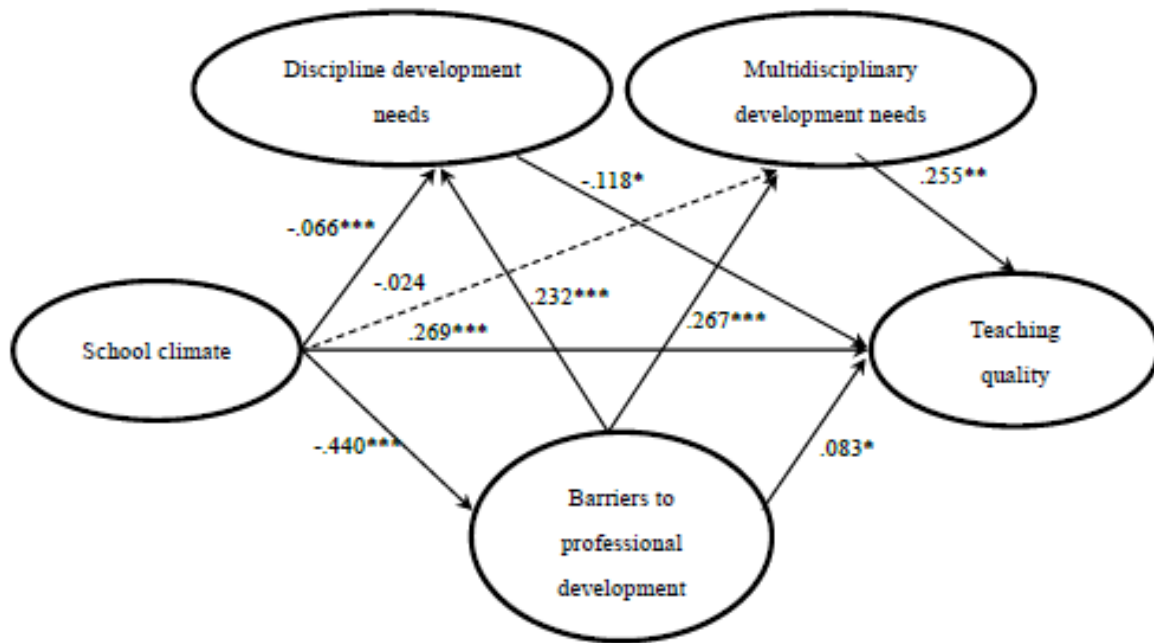 Discipline development
needs
Multidisciplinary
development needs
-.118*
.255**
-.066***
-.024
.232***
.267***
.269***
School climate
Teaching
quality
-.440***
.083*
Barriers to
professional
development